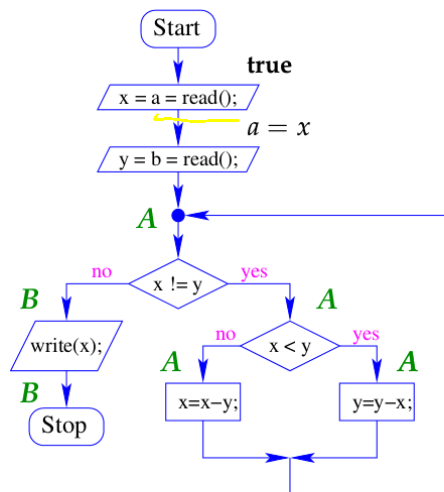 Start
true
x = a = read();
a = x
y = b = read();
A
no
x != y
yes
B
A
write(x);
no
x < y
yes
B
A
A
x=x−y;
y=y−x;
Stop